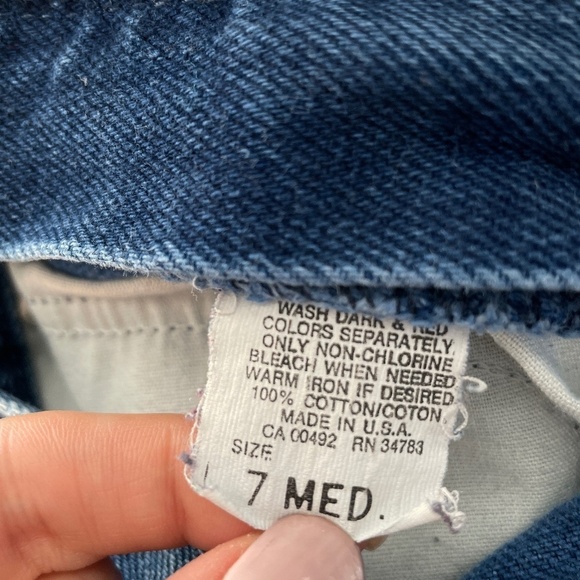 WASH DARK & RED
COLORS SEPARATELY
ONLY NON-CHLORINE
BLEACH WHEN NEEDED
WARM IRON IF DESIRED
100% COTTON/COTON
MADE IN U.S.A.
CA 00492 RN 34783
SIZE
7 MED.